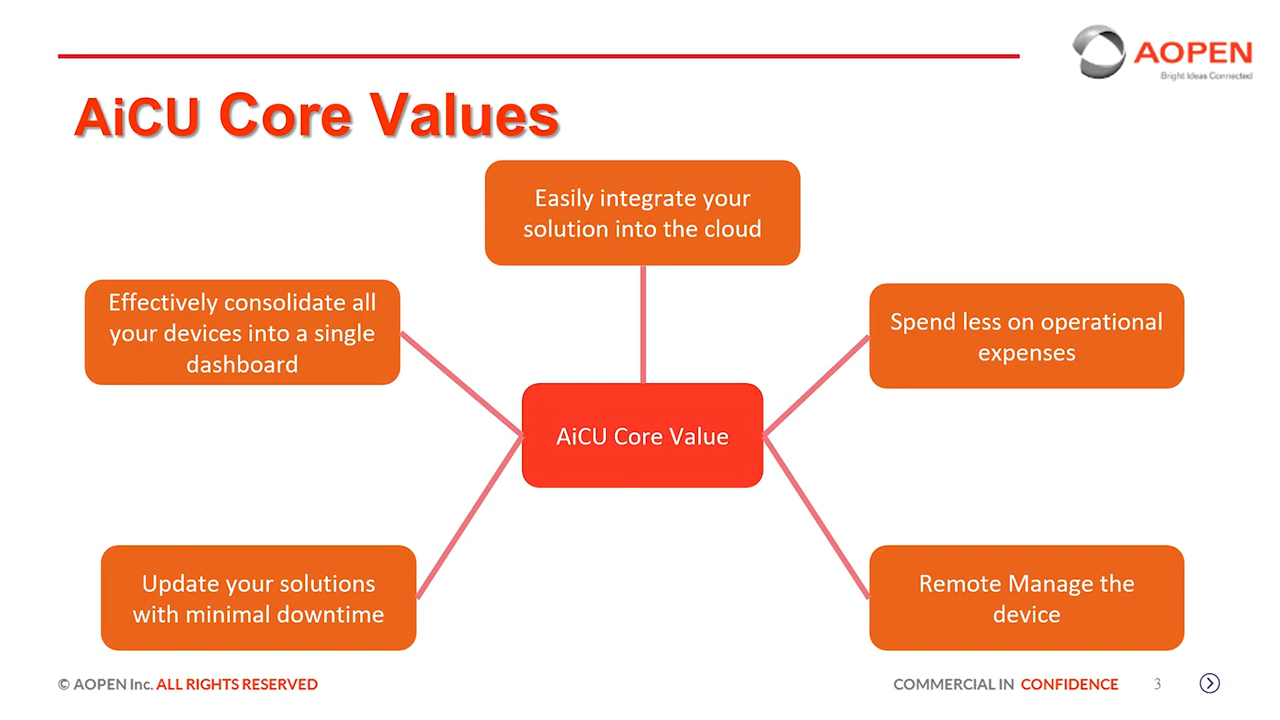 AOPEN
Bright Ideas Connected
AiCU Core Values
Easily integrate your
solution into the cloud
Effectively consolidate all
your devices into a single
dashboard
Spend less on operational
expenses
AiCU Core Value
Update your solutions
with minimal downtime
Remote Manage the
device
© AOPEN Inc. ALL RIGHTS RESERVED
COMMERCIAL IN CONFIDENCE
3